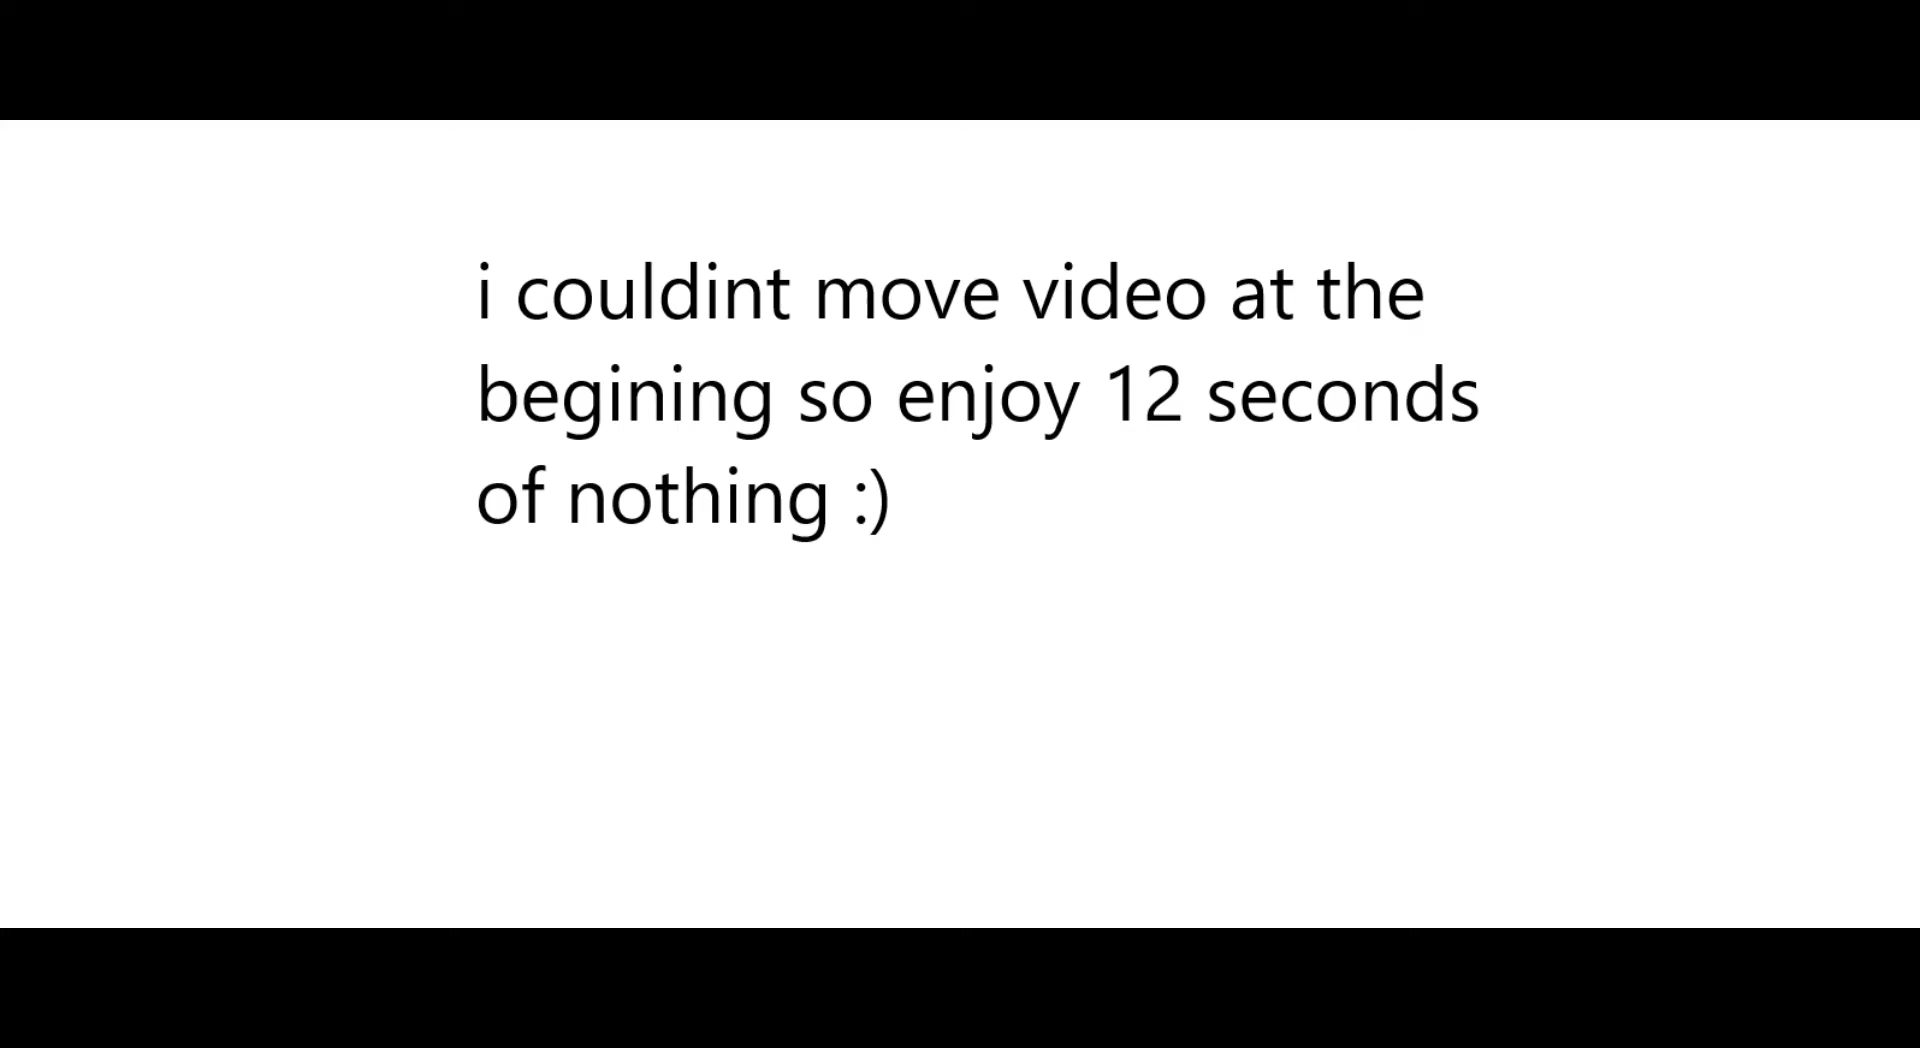 i couldint move video at the
begining so enjoy 12 seconds
of nothing :)